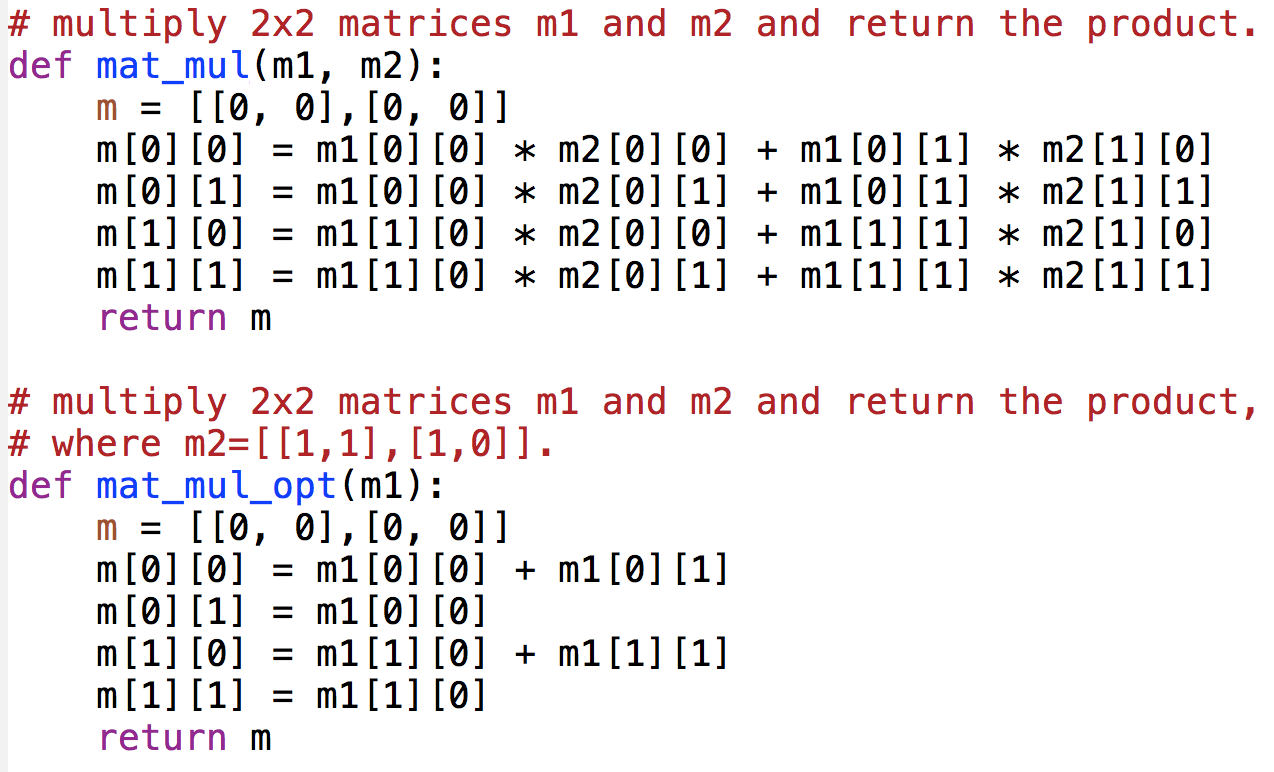 # multiply 2x2 matrices m1 and m2 and return the product.
def mat_mul(m1, m2):
    m = [[0, 0],[0, 0]]
    m[0][0] = m1[0][0] * m2[0][0] + m1[0][1] * m2[1][0]
    m[0][1] = m1[0][0] * m2[0][1] + m1[0][1] * m2[1][1]
    m[1][0] = m1[1][0] * m2[0][0] + m1[1][1] * m2[1][0]
    m[1][1] = m1[1][0] * m2[0][1] + m1[1][1] * m2[1][1]
    return m

# multiply 2x2 matrices m1 and m2 and return the product,
# where m2=[[1,1],[1,0]].
def mat_mul_opt(m1):
    m = [[0, 0],[0, 0]]
    m[0][0] = m1[0][0] + m1[0][1]
    m[0][1] = m1[0][0]
    m[1][0] = m1[1][0] + m1[1][1]
    m[1][1] = m1[1][0]
    return m